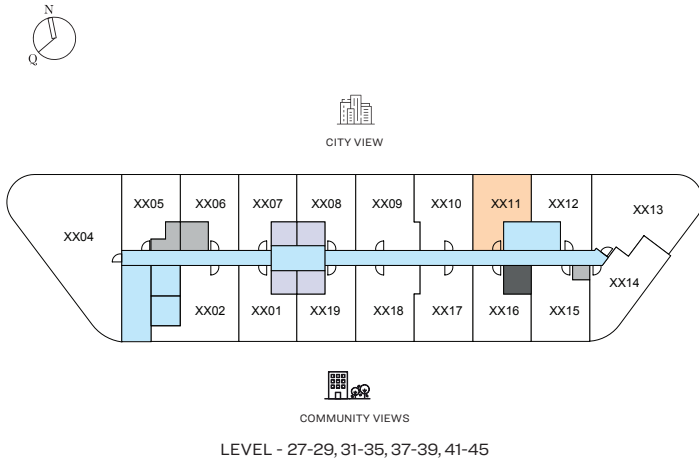 N
Q
CITY VIEW
XX05 XX06 XX07 XX08 XX09 XX10 XX11 XX12 XX13
XX04
XX14
XX02 XX01 XX19 XX18 XX17 XX16 XX15
COMMUNITY VIEWS
LEVEL - 27-29, 31-35, 37-39, 41-45